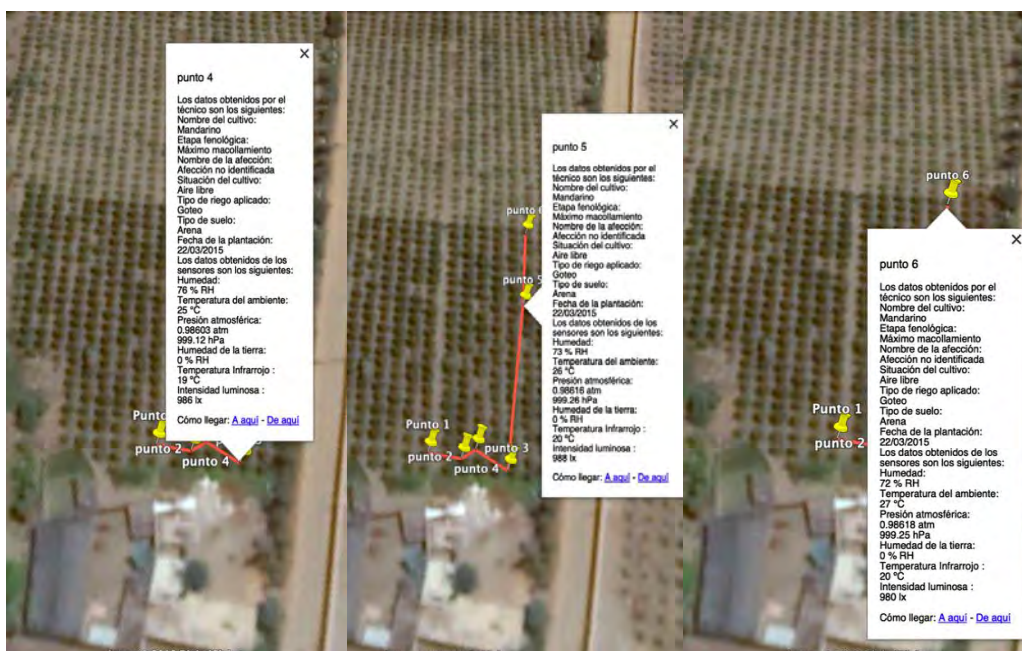 punto 4
Los datos obtenidos por el
técnico son los siguientes:
Nombre del cultivo:
Mandarino
Etapa fenológica:
Máximo macollamiento
Nombre de la afección:
Afección no identificada
Situación del cultivo:
Aire libre
Tipo de riego aplicado:
Goteo
Tipo de suelo:
Arena
Fecha de la plantación:
22/03/2015
Los datos obtenidos de los
sensores son los siguientes:
Humedad:
76 % RH
Temperatura del ambiente:
25 °C
Presión atmosférica:
0.98603 atm
999.12 hPa
Humedad de la tierra:
0 % RH
Temperatura Infrarrojo :
19 °C
Intensidad luminosa :
986 lx
Cómo llegar: A aquí - De aquí
Punto
punto 2
punto 4
punto 5
Los datos obtenidos por el
técnico son los siguientes:
Nombre del cultivo:
Mandarino
Etapa fenológica:
Máximo macollamiento
Nombre de la afección:
Afección no identificada
Situación del cultivo:
Aire libre
Tipo de riego aplicado:
Goteo
Tipo de suelo:
Arena
Fecha de la plantación:
22/03/2015
Los datos obtenidos de los
sensores son los siguientes:
Humedad:
73 % RH
Temperatura del ambiente:
26 °C
Presión atmosférica:
0.98616 atm
999.26 hPa
Humedad de la tierra:
0 % RH
Temperatura Infrarrojo :
20 °C
Intensidad luminosa :
988 lx
Cómo llegar: A aquí - De aquí
punto 6
punto 5
Punto 1
punto 2
punto 3
punto 4
punto 6
punto 6
Los datos obtenidos por el
técnico son los siguientes:
Nombre del cultivo:
Mandarino
Etapa fenológica:
Máximo macollamiento
Nombre de la afección:
Afección no identificada
Situación del cultivo:
Aire libre
Tipo de riego aplicado:
Goteo
Tipo de suelo:
Arena
Fecha de la plantación:
22/03/2015
Los datos obtenidos de los
sensores son los siguientes:
Humedad:
72 % RH
Temperatura del ambiente:
27 °C
Presión atmosférica:
0.98618 atm
999.25 hPa
Humedad de la tierra:
0 % RH
Temperatura Infrarrojo :
20 °C
Intensidad luminosa :
980 lx
Cómo llegar: A aquí - De aquí
Punto 1
punto 2